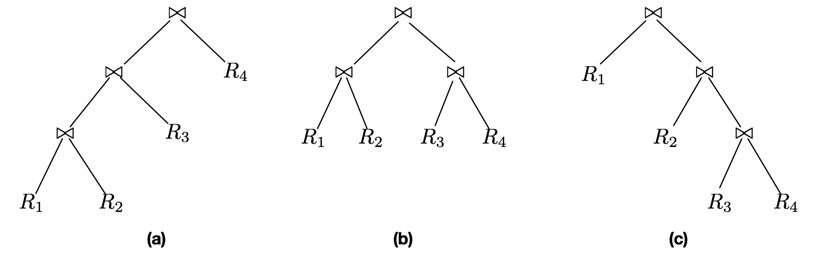 ⋈ ⋈ ⋈
⋈ R₄ ⋈ ⋈ R₁ ⋈
⋈ R₃ R₁ R₂ R₃ R₄ R₂ ⋈
R₁ R₂ R₃ R₄
(a) (b) (c)